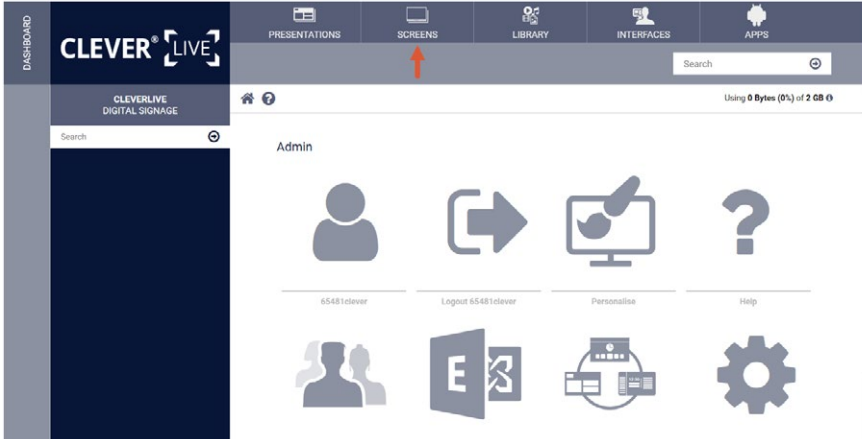 DASHBOARD
CLEVER® LIVE
PRESENTATIONS
SCREENS
LIBRARY
INTERFACES
APPS
Search
CLEVERLIVE
DIGITAL SIGNAGE
Search
Using 0 Bytes (0%) of 2 GB
Admin
65481clever
Logout 65481clever
Personalise
Help
E